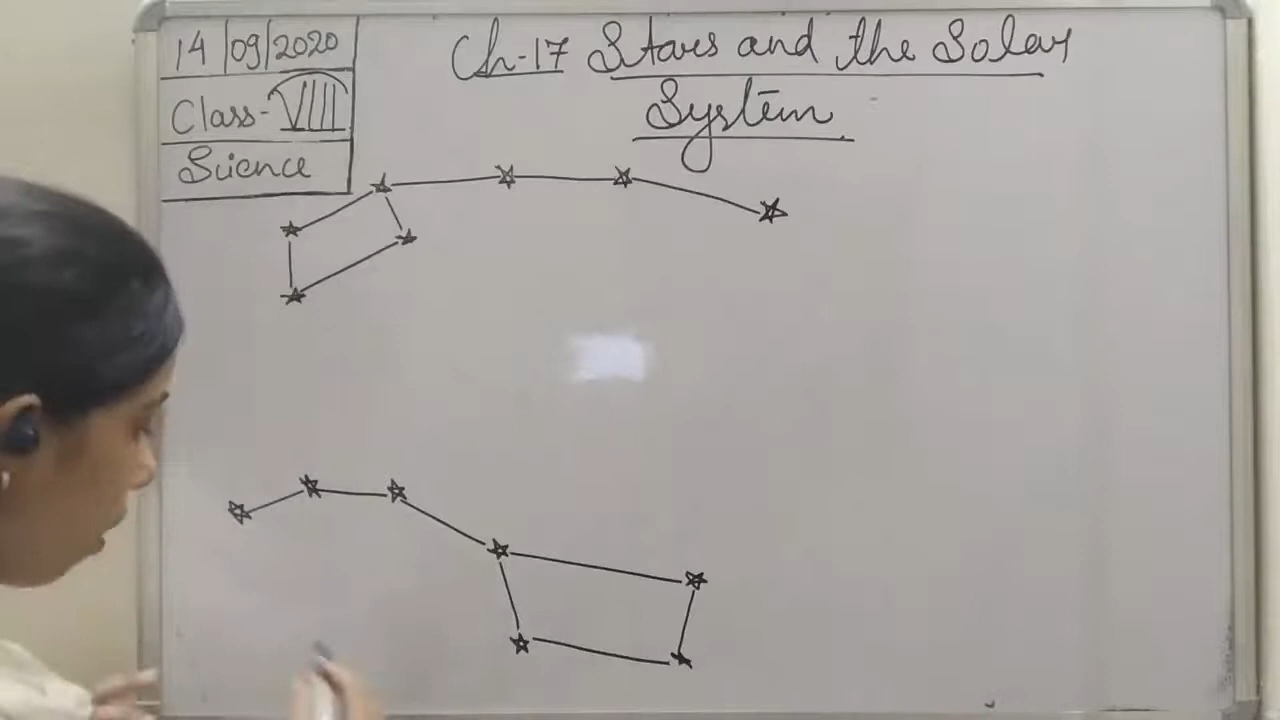 14/09/2020
Class-VIII
Science
Ch-17 Stars and the Solar
System